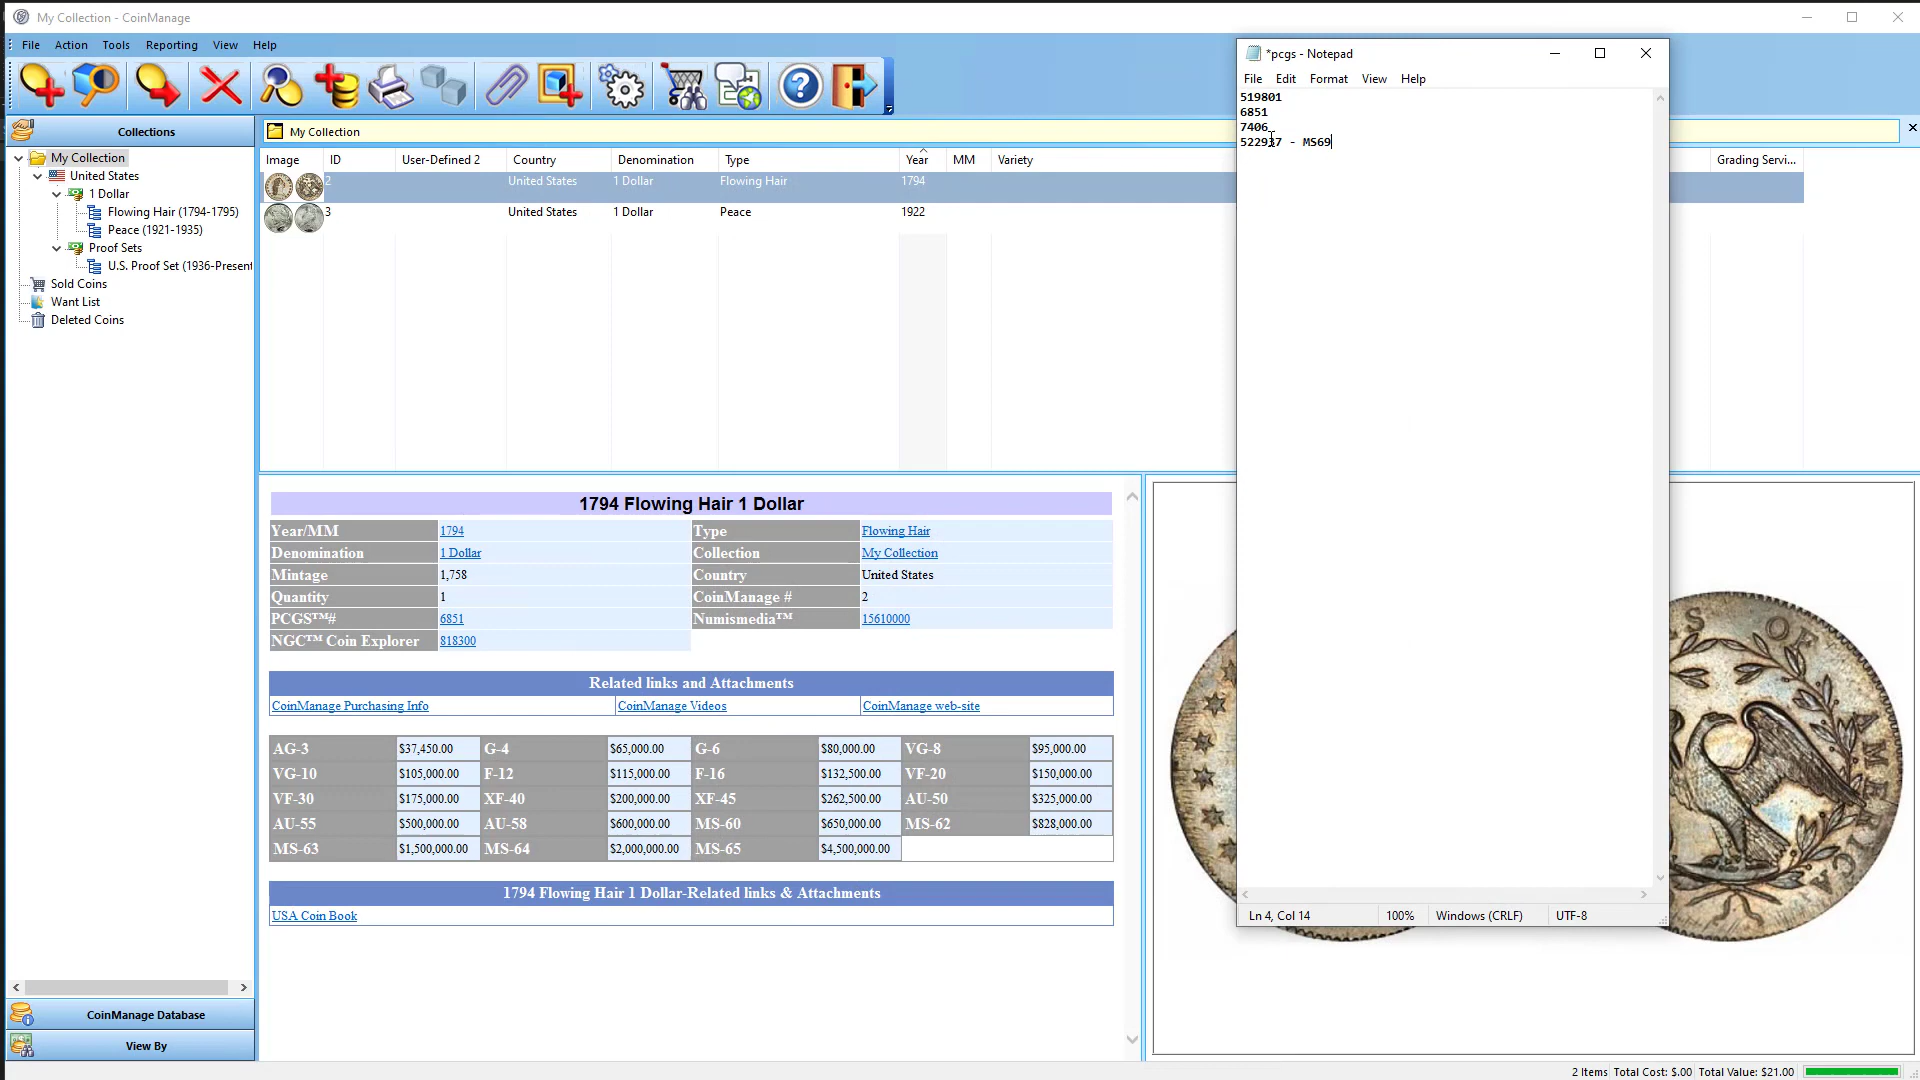 My Collection - CoinManage
File Action Tools Reporting View Help
Collections
My Collection
United States
1 Dollar
Flowing Hair (1794-1795)
Peace (1921-1935)
Proof Sets
U.S. Proof Set (1936-Present
Sold Coins
Want List
Deleted Coins
CoinManage Database
View By
My Collection
Image ID User-Defined 2 Country Denomination Type Year MM Variety Grading Servi...
2 United States 1 Dollar Flowing Hair 1794
3 United States 1 Dollar Peace 1922
1794 Flowing Hair 1 Dollar
Year/MM 1794 Type Flowing Hair
Denomination 1 Dollar Collection My Collection
Mintage 1,758 Country United States
Quantity 1 CoinManage # 2
PCGS™# 6851 Numismedia™ 15610000
NGC™ Coin Explorer 818300
Related links and Attachments
CoinManage Purchasing Info CoinManage Videos CoinManage web-site
AG-3 $37,450.00 G-4 $65,000.00 G-6 $80,000.00 VG-8 $95,000.00
VG-10 $105,000.00 F-12 $115,000.00 F-16 $132,500.00 VF-20 $150,000.00
VF-30 $175,000.00 XF-40 $200,000.00 XF-45 $262,500.00 AU-50 $325,000.00
AU-55 $500,000.00 AU-58 $600,000.00 MS-60 $650,000.00 MS-62 $828,000.00
MS-63 $1,500,000.00 MS-64 $2,000,000.00 MS-65 $4,500,000.00
1794 Flowing Hair 1 Dollar-Related links & Attachments
USA Coin Book
*pcgs - Notepad
File Edit Format View Help
519801
6851
7406
522937 - MS69
Ln 4, Col 14 100% Windows (CRLF) UTF-8
S OF AMERICA
2 Items Total Cost: $.00 Total Value: $21.00